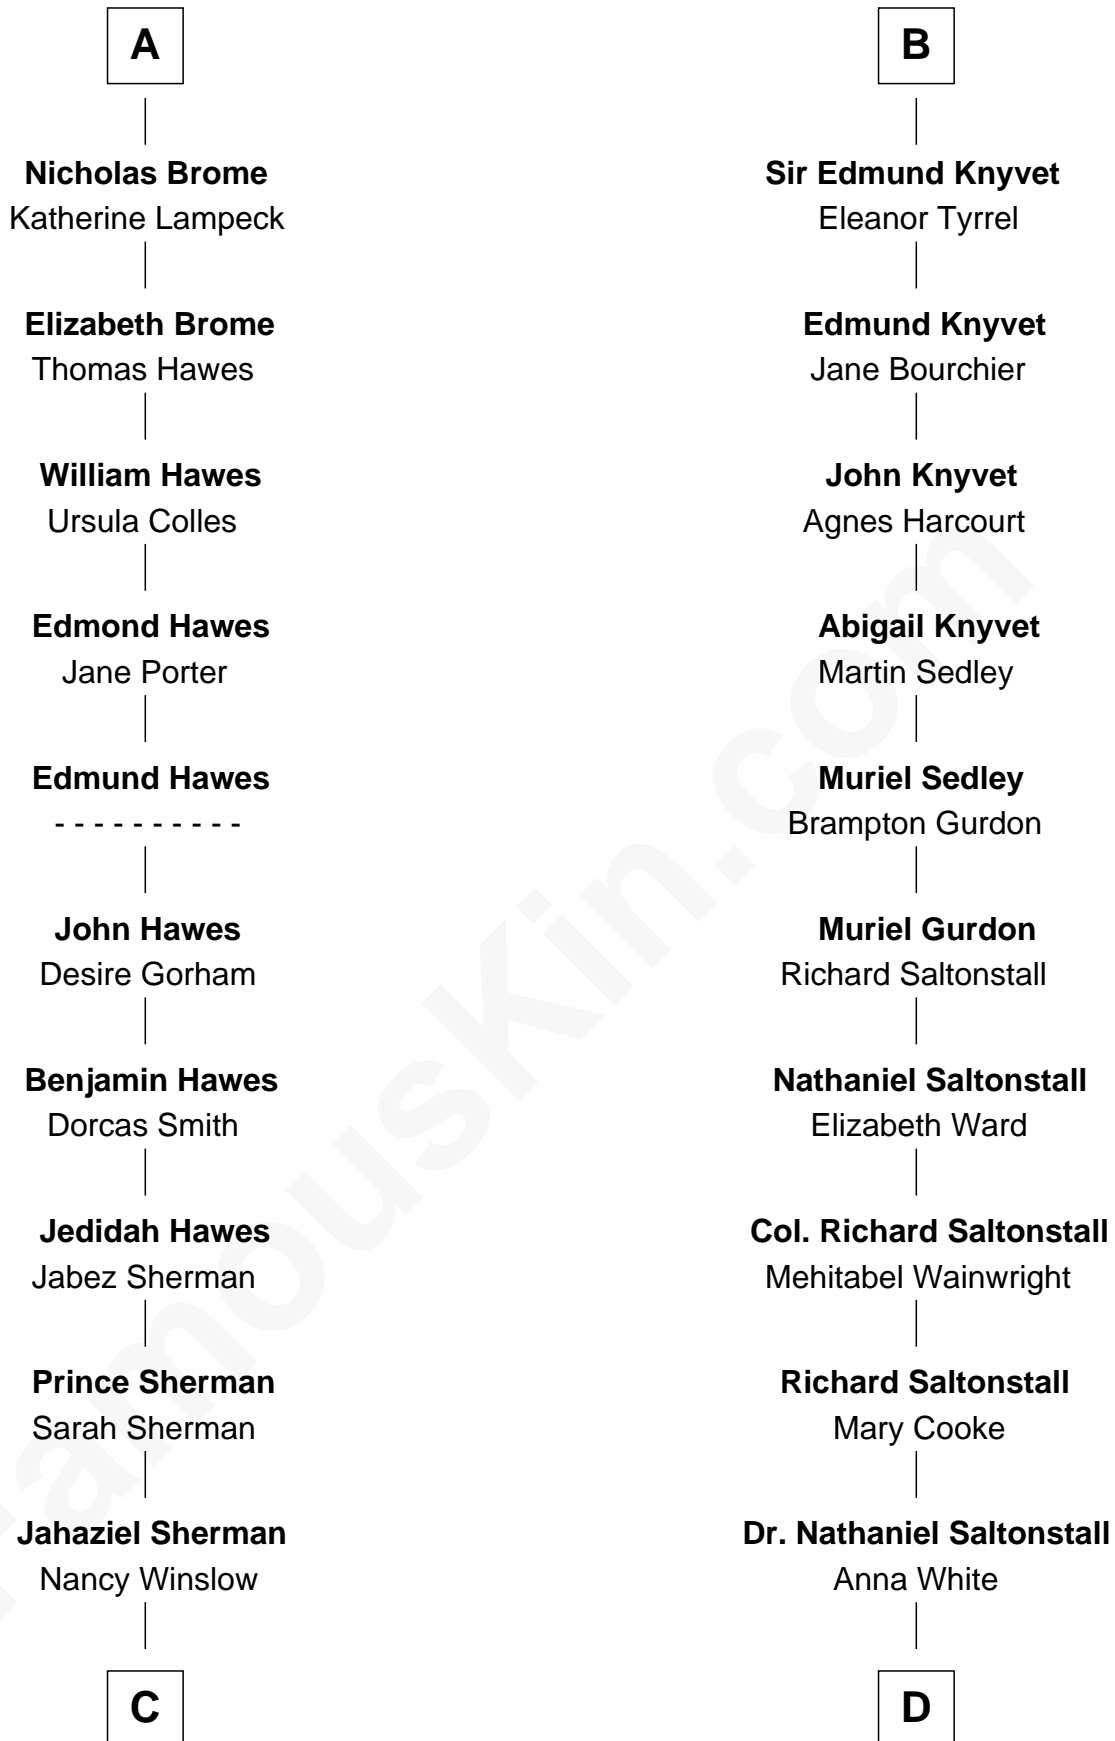 A
Nicholas Brome
Katherine Lampeck
Elizabeth Brome
Thomas Hawes
William Hawes
Ursula Colles
Edmond Hawes
Jane Porter
Edmund Hawes
- - - - - - - - - -
John Hawes
Desire Gorham
Benjamin Hawes
Dorcas Smith
Jedidah Hawes
Jabez Sherman
Prince Sherman
Sarah Sherman
Jahaziel Sherman
Nancy Winslow
C
B
Sir Edmund Knyvet
Eleanor Tyrrel
Edmund Knyvet
Jane Bourchier
John Knyvet
Agnes Harcourt
Abigail Knyvet
Martin Sedley
Muriel Sedley
Brampton Gurdon
Muriel Gurdon
Richard Saltonstall
Nathaniel Saltonstall
Elizabeth Ward
Col. Richard Saltonstall
Mehitabel Wainwright
Richard Saltonstall
Mary Cooke
Dr. Nathaniel Saltonstall
Anna White
D
FamousKin.com